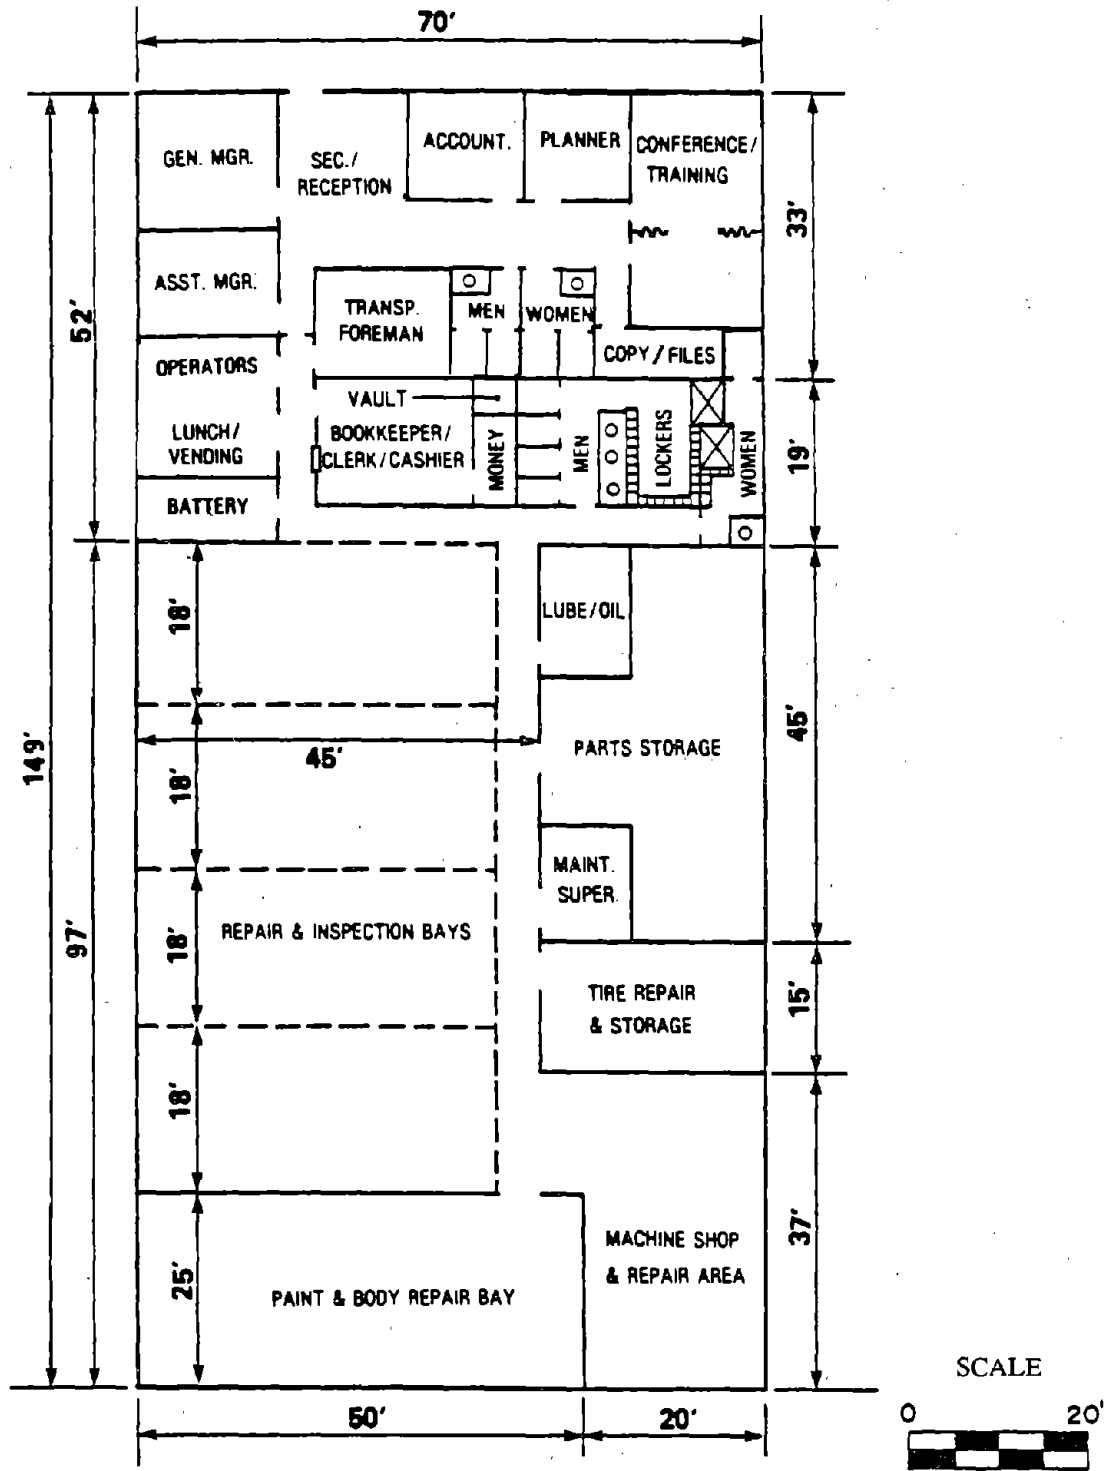 70'
GEN. MGR.
SEC./
RECEPTION
ACCOUNT.
PLANNER
CONFERENCE/
TRAINING
33'
ASST. MGR.
52'
TRANSP.
FOREMAN
MEN
WOMEN
OPERATORS
COPY/FILES
VAULT
LUNCH/
VENDING
BOOKKEEPER/
CLERK/CASHIER
MONEY
MEN
LOCKERS
WOMEN
19'
BATTERY
18'
LUBE/OIL
149'
45'
18'
PARTS STORAGE
45'
MAINT.
SUPER.
97'
18'
REPAIR & INSPECTION BAYS
TIRE REPAIR
& STORAGE
15'
18'
MACHINE SHOP
& REPAIR AREA
37'
25'
PAINT & BODY REPAIR BAY
50'
20'
SCALE
0 20'